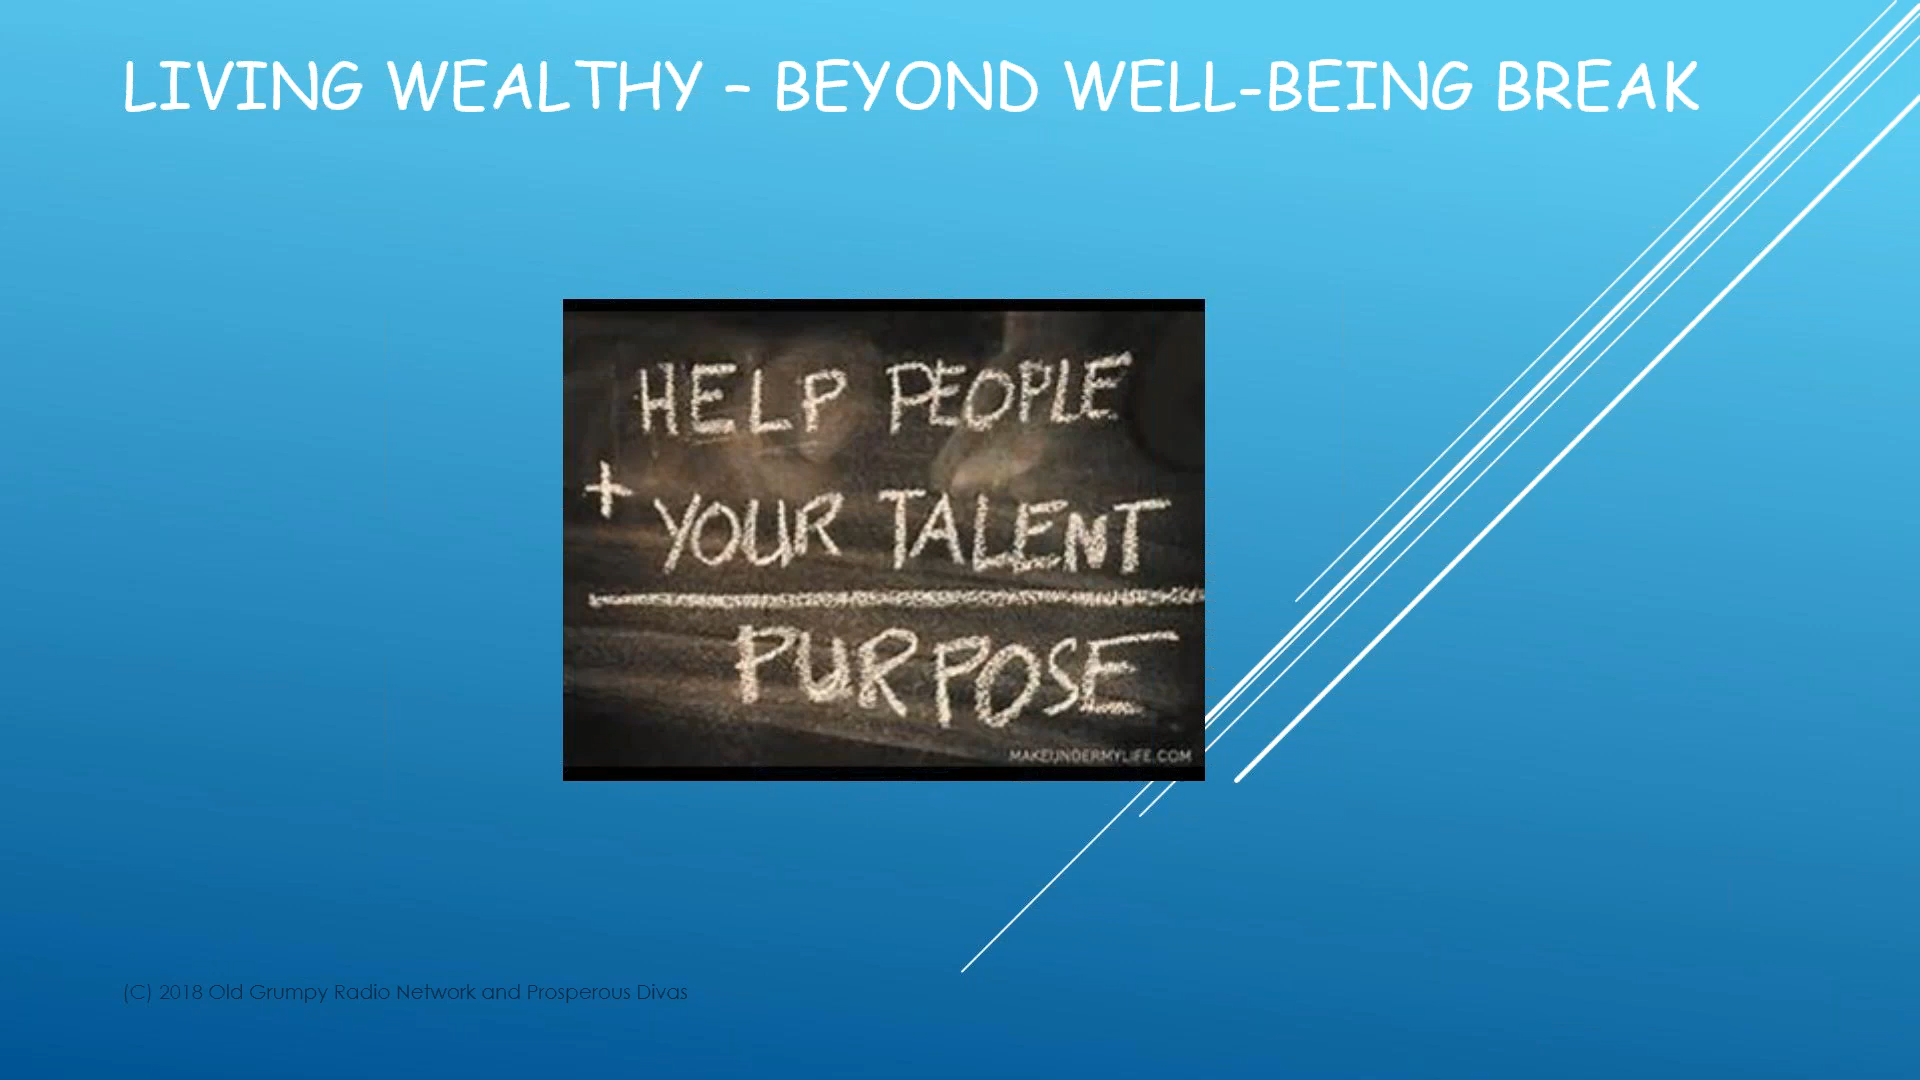 LIVING WEALTHY – BEYOND WELL-BEING BREAK
HELP PEOPLE
+ YOUR TALENT
PURPOSE
MAKEUNDERMYLIFE.COM
(C) 2018 Old Grumpy Radio Network and Prosperous Divas